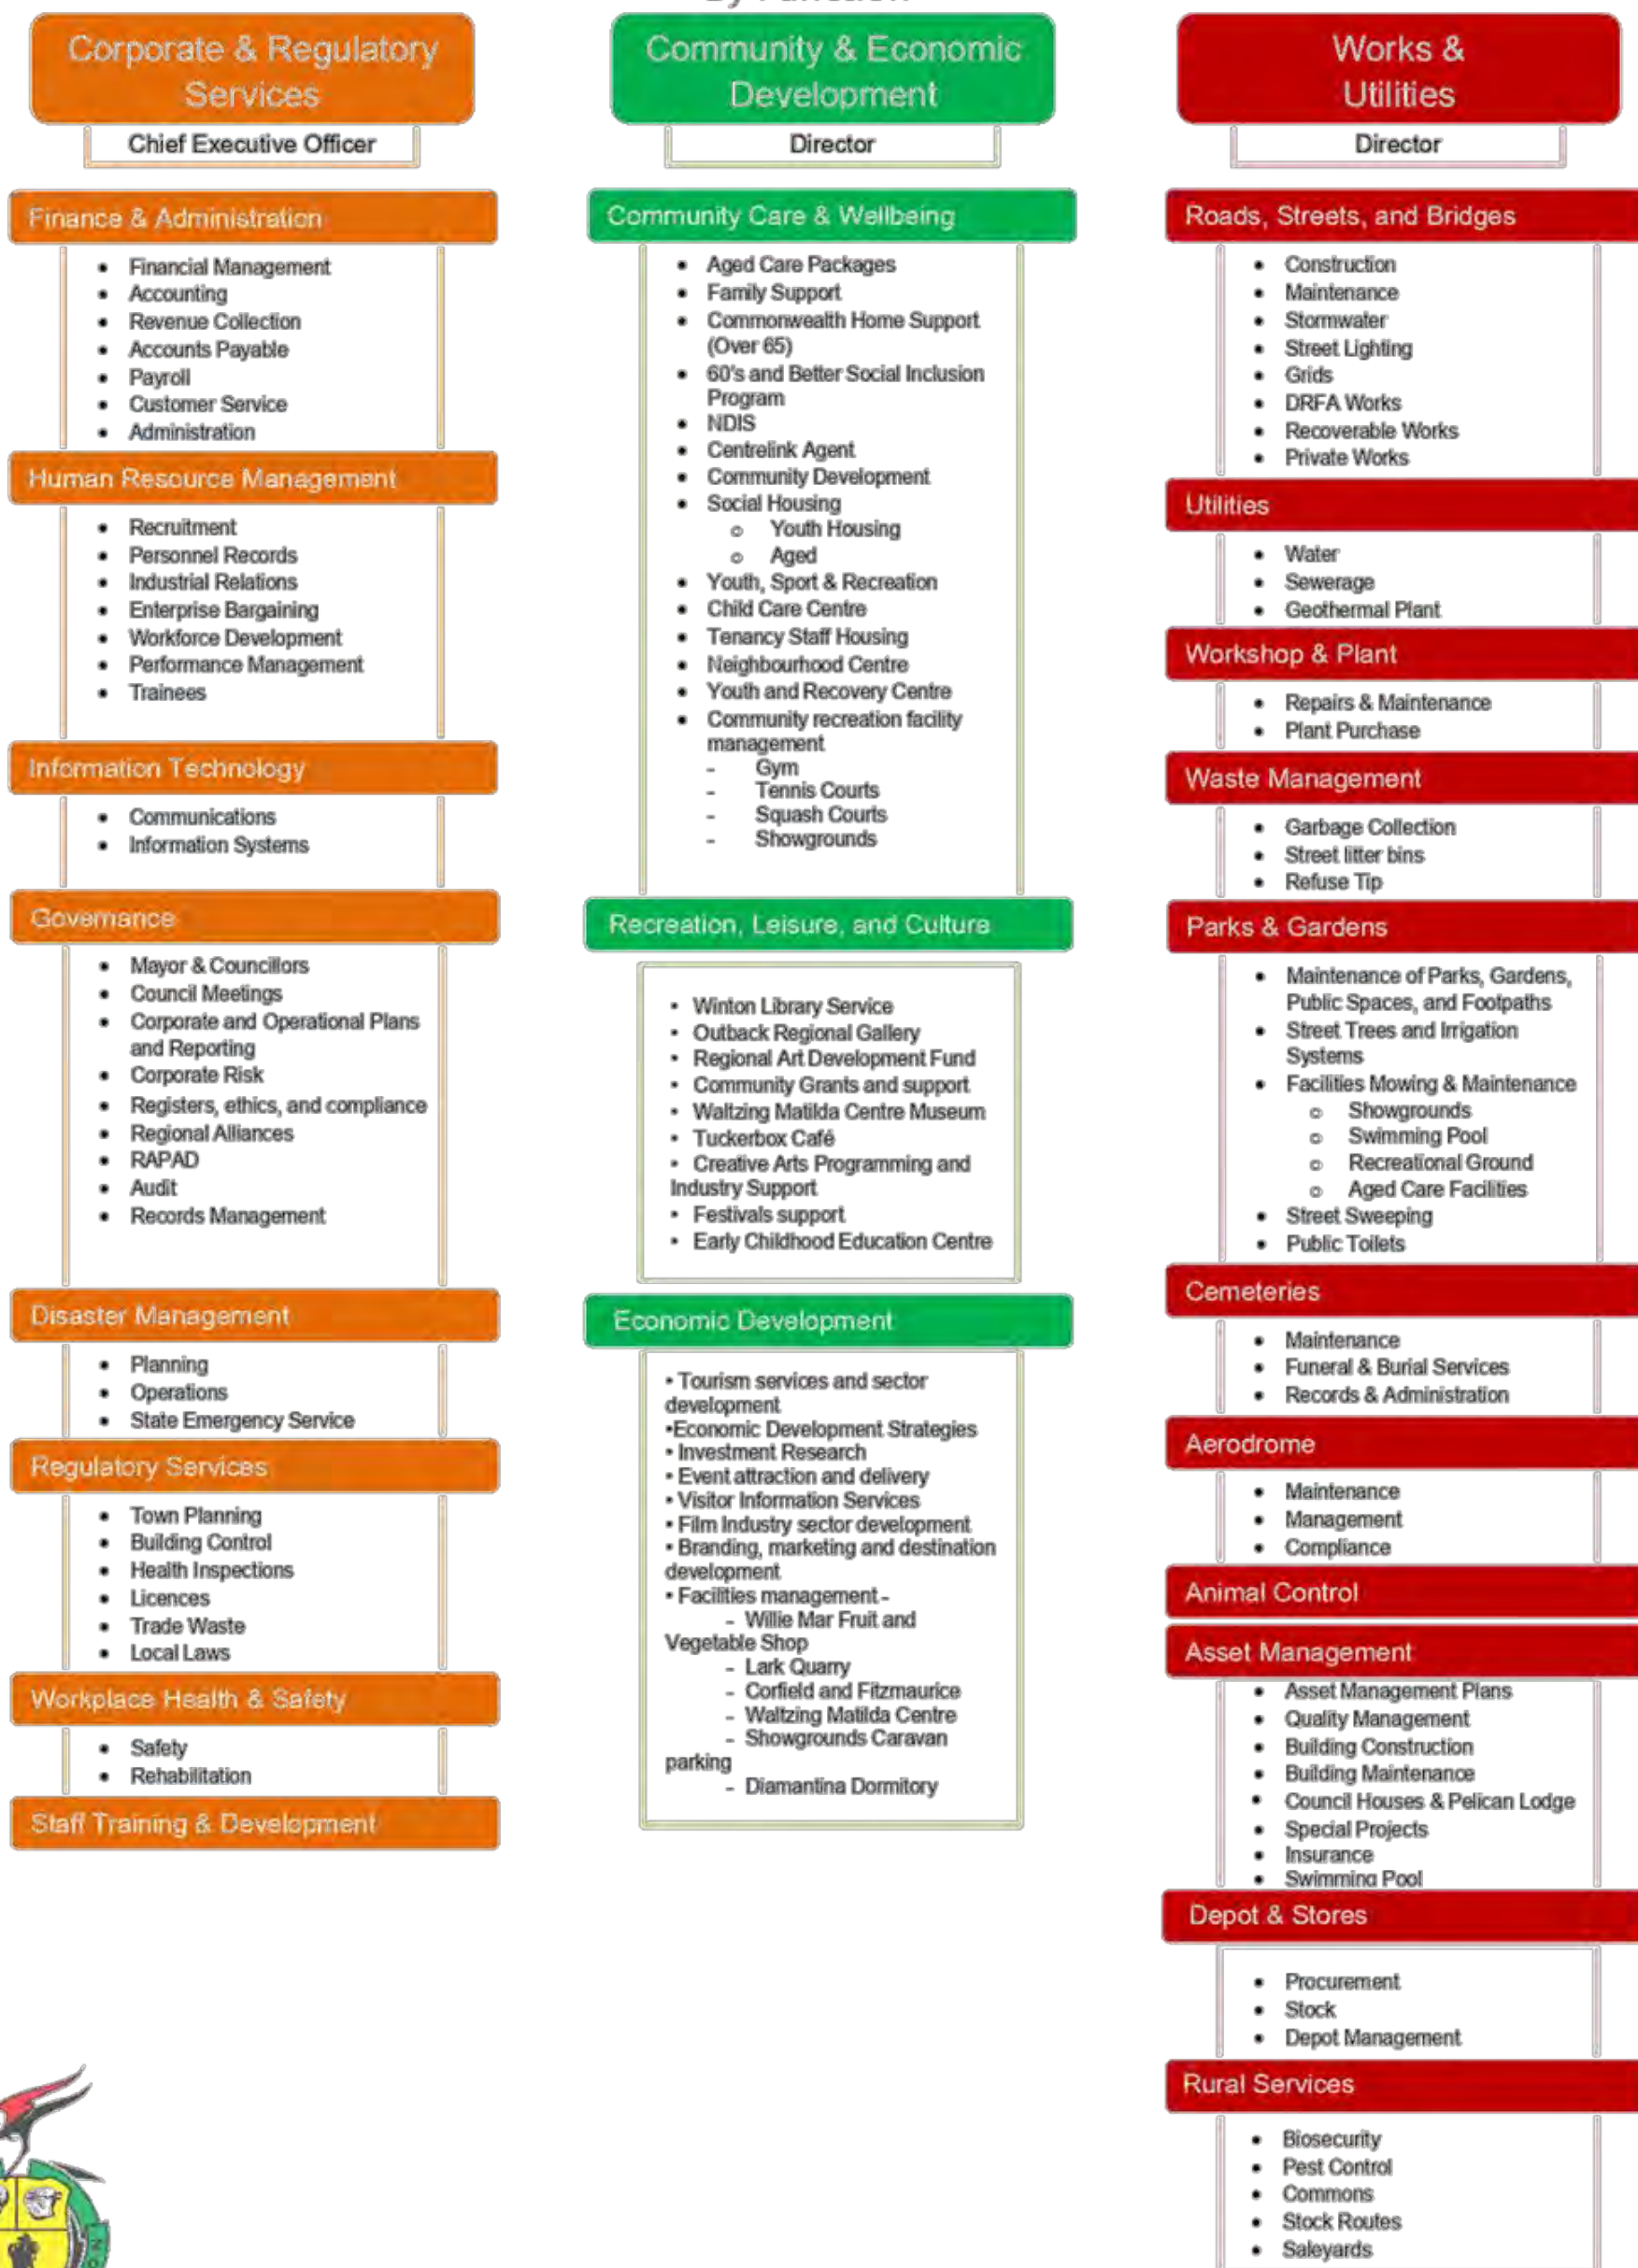 By Function
Corporate & Regulatory
Services
Chief Executive Officer
Finance & Administration
• Financial Management
• Accounting
• Revenue Collection
• Accounts Payable
• Payroll
• Customer Service
• Administration
Human Resource Management
• Recruitment
• Personnel Records
• Industrial Relations
• Enterprise Bargaining
• Workforce Development
• Performance Management
• Trainees
Information Technology
• Communications
• Information Systems
Governance
• Mayor & Councillors
• Council Meetings
• Corporate and Operational Plans
and Reporting
• Corporate Risk
• Registers, ethics, and compliance
• Regional Alliances
• RAPAD
• Audit
• Records Management
Disaster Management
• Planning
• Operations
• State Emergency Service
Regulatory Services
• Town Planning
• Building Control
• Health Inspections
• Licences
• Trade Waste
• Local Laws
Workplace Health & Safety
• Safety
• Rehabilitation
Staff Training & Development
Community & Economic
Development
Director
Community Care & Wellbeing
• Aged Care Packages
• Family Support
• Commonwealth Home Support
(Over 65)
• 60's and Better Social Inclusion
Program
• NDIS
• Centrelink Agent
• Community Development
• Social Housing
o Youth Housing
o Aged
• Youth, Sport & Recreation
• Child Care Centre
• Tenancy Staff Housing
• Neighbourhood Centre
• Youth and Recovery Centre
• Community recreation facility
management
- Gym
- Tennis Courts
- Squash Courts
- Showgrounds
Recreation, Leisure, and Culture
• Winton Library Service
• Outback Regional Gallery
• Regional Art Development Fund
• Community Grants and support
• Waltzing Matilda Centre Museum
• Tuckerbox Café
• Creative Arts Programming and
Industry Support
• Festivals support
• Early Childhood Education Centre
Economic Development
• Tourism services and sector
development
•Economic Development Strategies
• Investment Research
• Event attraction and delivery
• Visitor Information Services
• Film Industry sector development
• Branding, marketing and destination
development
• Facilities management -
- Willie Mar Fruit and
Vegetable Shop
- Lark Quarry
- Corfield and Fitzmaurice
- Waltzing Matilda Centre
- Showgrounds Caravan
parking
- Diamantina Dormitory
Works &
Utilities
Director
Roads, Streets, and Bridges
• Construction
• Maintenance
• Stormwater
• Street Lighting
• Grids
• DRFA Works
• Recoverable Works
• Private Works
Utilities
• Water
• Sewerage
• Geothermal Plant
Workshop & Plant
• Repairs & Maintenance
• Plant Purchase
Waste Management
• Garbage Collection
• Street litter bins
• Refuse Tip
Parks & Gardens
• Maintenance of Parks, Gardens,
Public Spaces, and Footpaths
• Street Trees and Irrigation
Systems
• Facilities Mowing & Maintenance
o Showgrounds
o Swimming Pool
o Recreational Ground
o Aged Care Facilities
• Street Sweeping
• Public Toilets
Cemeteries
• Maintenance
• Funeral & Burial Services
• Records & Administration
Aerodrome
• Maintenance
• Management
• Compliance
Animal Control
Asset Management
• Asset Management Plans
• Quality Management
• Building Construction
• Building Maintenance
• Council Houses & Pelican Lodge
• Special Projects
• Insurance
• Swimming Pool
Depot & Stores
• Procurement
• Stock
• Depot Management
Rural Services
• Biosecurity
• Pest Control
• Commons
• Stock Routes
• Saleyards